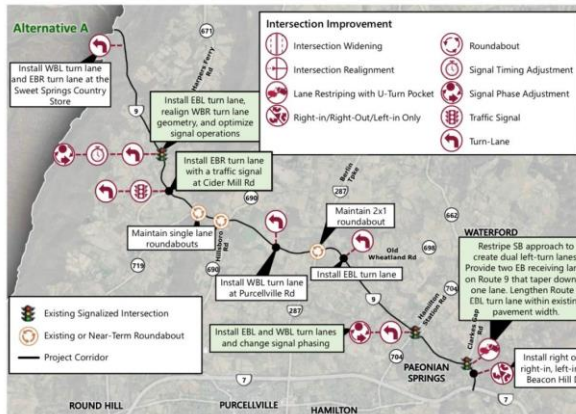 Alternative A
Install WBL turn lane
and EBR turn lane at the
Sweet Springs Country
Store
671
Harpers Ferry
Rd
9
Intersection Improvement
Intersection Widening
Intersection Realignment
Lane Restriping with U-Turn Pocket
Right-in/Right-Out/Left-in Only
Roundabout
Signal Timing Adjustment
Signal Phase Adjustment
Traffic Signal
Turn-Lane
Install EBL turn lane,
realign WBR turn lane
geometry, and optimize
signal operations
Install EBR turn lane
with a traffic signal
at Cider Mill Rd
690
Berlin
Tpke
287
Maintain 2x1
roundabout
662
WATERFORD
Maintain single lane
roundabouts
Hillsboro
Rd
719
690
Install WBL turn lane
at Purcellville Rd
287
Old
Wheatland Rd
698
Install EBL turn lane
9
Restripe SB approach to
create dual left-turn lanes.
Provide two EB receiving lan
on Route 9 that taper down
one lane. Lengthen Route
EBL turn lane within existin
pavement width.
704
Hamilton
Station Rd
Clarkes Gap
Rd
Existing Signalized Intersection
Existing or Near-Term Roundabout
Project Corridor
Install EBL and WBL turn lanes
and change signal phasing
704
PAEONIAN
SPRINGS
9
Install right o
right-in, left-in
Beacon Hill D
7
7
7
ROUND HILL
PURCELLVILLE
HAMILTON